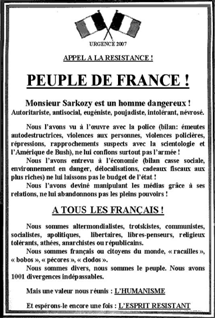 URGENCE 2007
APPEL A LA RESISTANCE !
PEUPLE DE FRANCE !
Monsieur Sarkozy est un homme dangereux !
Autoritariste, antisocial, eugéniste, poujadiste, intolérant, névrosé.
Nous l'avons vu à l'œuvre avec la police (bilan: émeutes
autodestructrices, violences aux personnes, violences policières,
répressions, rapprochements suspects avec la scientologie et
l'Amérique de Bush), ne lui confions surtout pas l'armée !
Nous l'avons entrevu à l'économie (bilan casse sociale,
environnement en danger, délocalisations, cadeaux fiscaux aux
plus riches) ne lui laissons pas le budget de l'état !
Nous l'avons deviné manipulant les médias grâce à ses
relations, ne lui abandonnons pas les pleins pouvoirs !
A TOUS LES FRANÇAIS !
Nous sommes altermondialistes, trotskistes, communistes,
socialistes, apolitiques, libertaires, libres-penseurs, religieux
tolérants, athées, anarchistes ou républicains.
Nous sommes français ou citoyens du monde, « racailles »,
« bobos », « pécores », « clodos ».
Nous sommes divers, nous sommes le peuple. Nous avons
1001 divergences indispensables.
Mais une valeur nous réunis : L'HUMANISME
Et espérons-le encore une fois : L'ESPRIT RESISTANT